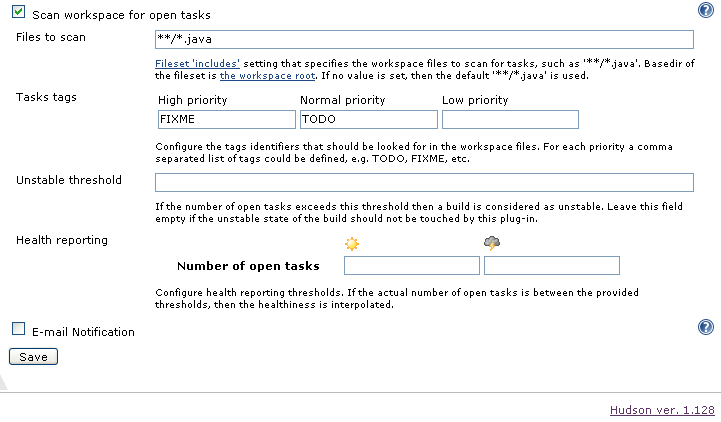 Scan workspace for open tasks
Files to scan
**/*.java
Fileset 'includes' setting that specifies the workspace files to scan for tasks, such as '**/*.java'. Basedir
of the fileset is the workspace root. If no value is set, then the default '**/*.java' is used.
Tasks tags
High priority Normal priority Low priority
FIXME TODO
Configure the tags identifiers that should be looked for in the workspace files. For each priority a comma
separated list of tags could be defined, e.g. TODO, FIXME, etc.
Unstable threshold
If the number of open tasks exceeds this threshold then a build is considered as unstable. Leave this field
empty if the unstable state of the build should not be touched by this plug-in.
Health reporting
Number of open tasks
Configure health reporting thresholds. If the actual number of open tasks is between the provided
thresholds, then the healthiness is interpolated.
E-mail Notification
Save
Hudson ver. 1.128